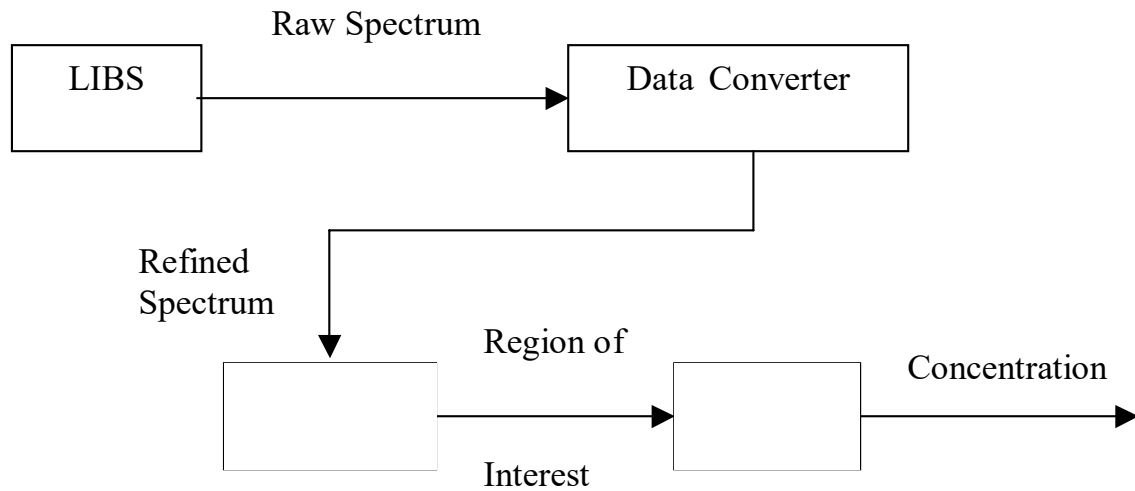 Raw Spectrum
LIBS
Data Converter
Refined
Spectrum
Region of
Interest
Concentration